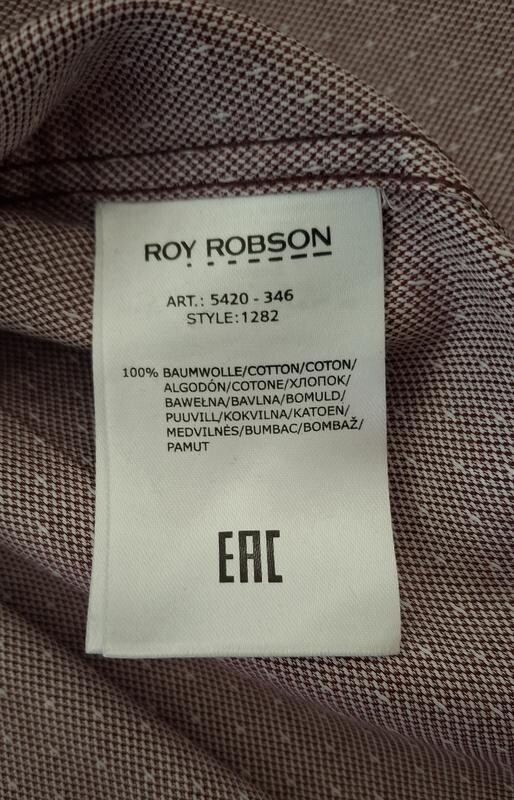 ROY ROBSON
ART.: 5420 - 346
STYLE:1282
100% BAUMWOLLE/COTTON/COTON/
ALGODÓN/COTONE/ХЛОПОК/
BAWEŁNA/BAVLNA/BOMULD/
PUUVILL/KOKVILNA/KATOEN/
MEDVILNĖS/BUMBAC/BOMBAŽ/
PAMUT
EAC